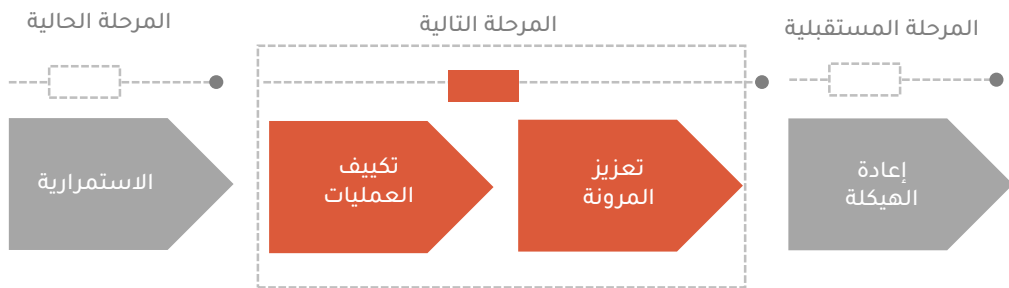 المرحلة الحالية
المرحلة التالية
المرحلة المستقبلية
الاستمرارية
تكييف
العمليات
تعزيز
المرونة
إعادة
الهيكلة